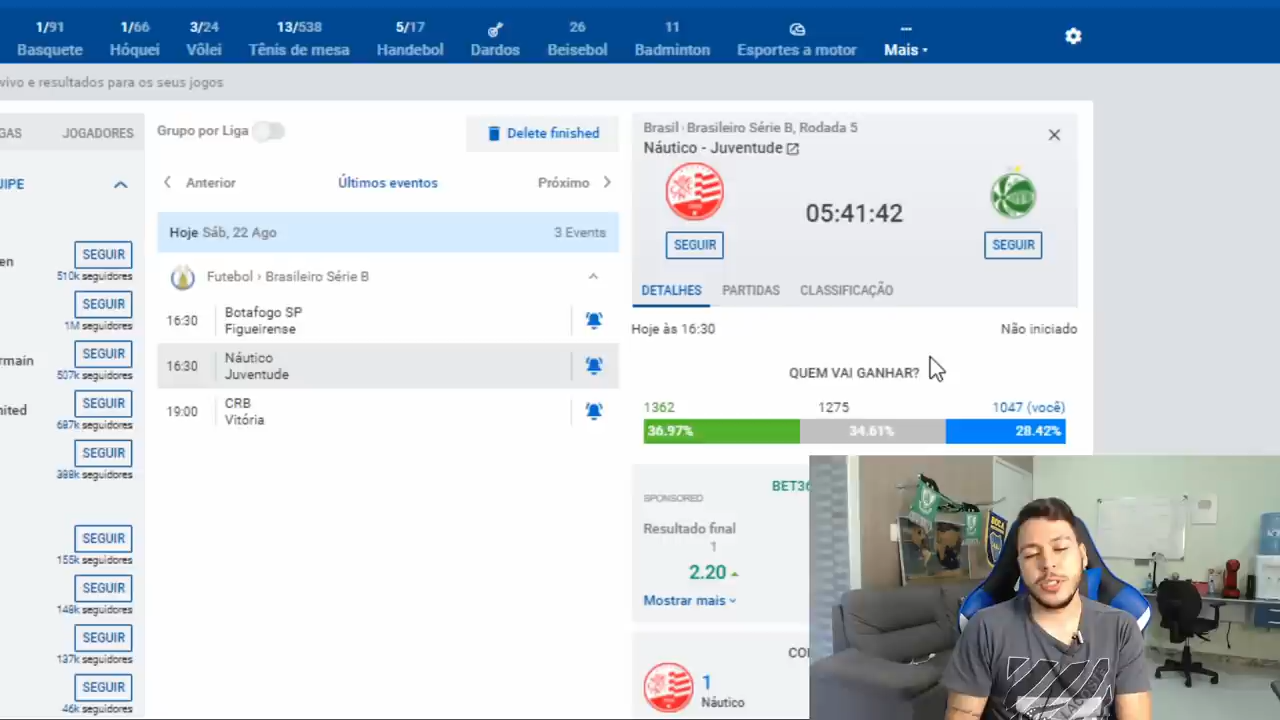 1/91 1/66 3/24 13/538 5/17 26 11
Basquete Hóquei Vôlei Tênis de mesa Handebol Dardos Beisebol Badminton Esportes a motor Mais
vivo e resultados para os seus jogos
GAS JOGADORES
Grupo por Liga
Delete finished
Brasil Brasileiro Série B, Rodada 5
Náutico - Juventude
UIPE
Anterior Últimos eventos Próximo
05:41:42
Hoje Sáb, 22 Ago 3 Events
SEGUIR SEGUIR
en SEGUIR
510k seguidores
Futebol › Brasileiro Série B
DETALHES PARTIDAS CLASSIFICAÇÃO
SEGUIR
1M seguidores
16:30 Botafogo SP
Figueirense
Hoje às 16:30 Não iniciado
rmain SEGUIR
507k seguidores
16:30 Náutico
Juventude
QUEM VAI GANHAR?
nited SEGUIR
687k seguidores
19:00 CRB
Vitória
1362 1275 1047 (você)
36.97% 34.61% 28.42%
SEGUIR
388k seguidores
BET36
SPONSORED
Resultado final
1
2.20
Mostrar mais
SEGUIR
155k seguidores
SEGUIR
148k seguidores
SEGUIR
137k seguidores
SEGUIR
46k seguidores
CO
1
Náutico
BOCA